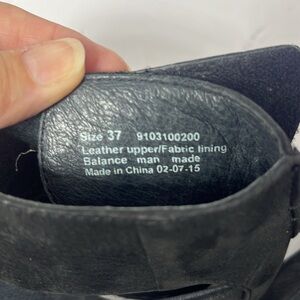 Size 37 9103100200
Leather upper/Fabric lining
Balance man made
Made in China 02-07-15